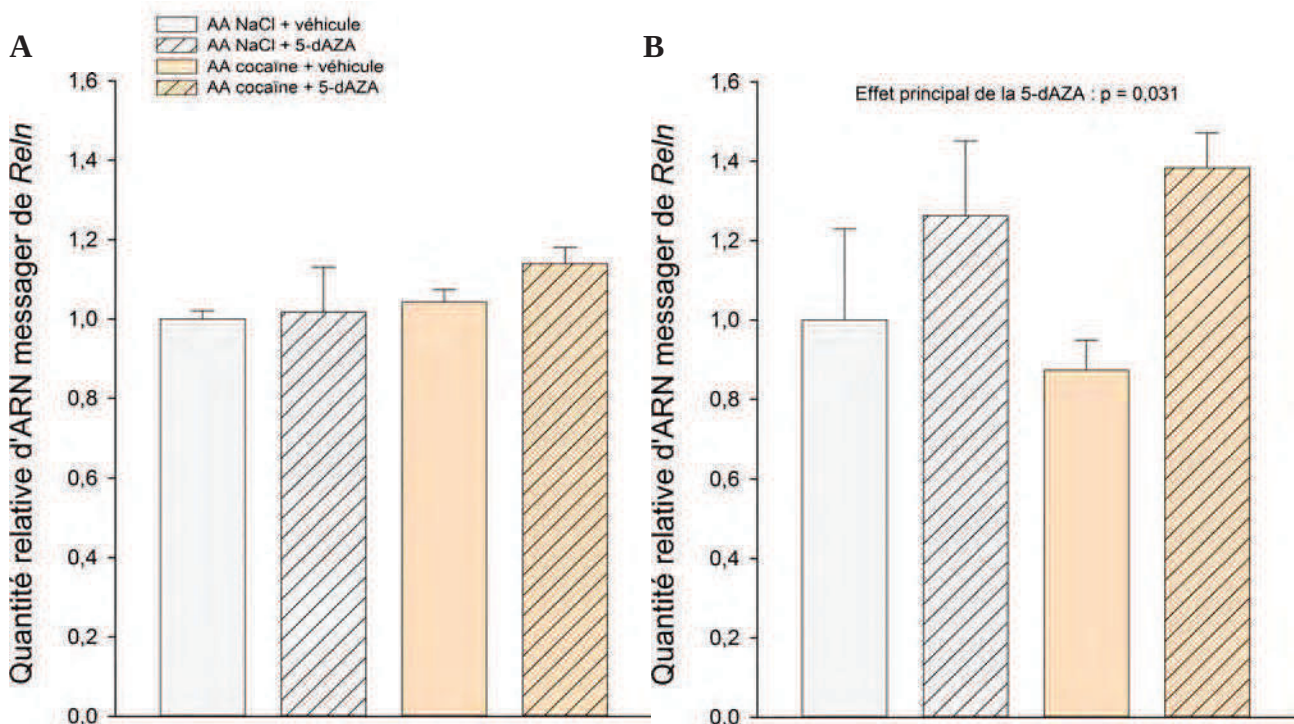 AA NaCl + véhicule
AA NaCl + 5-dAZA
AA cocaïne + véhicule
AA cocaïne + 5-dAZA
A
Quantité relative d'ARN messager de Reln
1,6
1,4
1,2
1,0
0,8
0,6
0,4
0,2
0,0
B
Effet principal de la 5-dAZA : p = 0,031
Quantité relative d'ARN messager de Reln
1,6
1,4
1,2
1,0
0,8
0,6
0,4
0,2
0,0